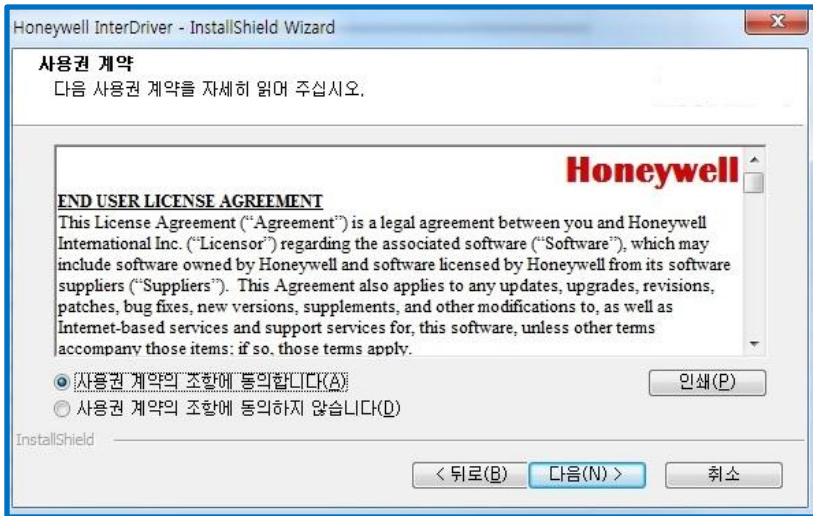 Honeywell InterDriver - InstallShield Wizard
사용권 계약
다음 사용권 계약을 자세히 읽어 주십시오.
Honeywell
END USER LICENSE AGREEMENT
This License Agreement (“Agreement”) is a legal agreement between you and Honeywell
International Inc. (“Licensor”) regarding the associated software (“Software”), which may
include software owned by Honeywell and software licensed by Honeywell from its software
suppliers (“Suppliers”).  This Agreement also applies to any updates, upgrades, revisions,
patches, bug fixes, new versions, supplements, and other modifications to, as well as
Internet-based services and support services for, this software, unless other terms
accompany those items; if so, those terms apply.
사용권 계약의 조항에 동의합니다(A)
인쇄(P)
사용권 계약의 조항에 동의하지 않습니다(D)
InstallShield
< 뒤로(B) 다음(N) > 취소